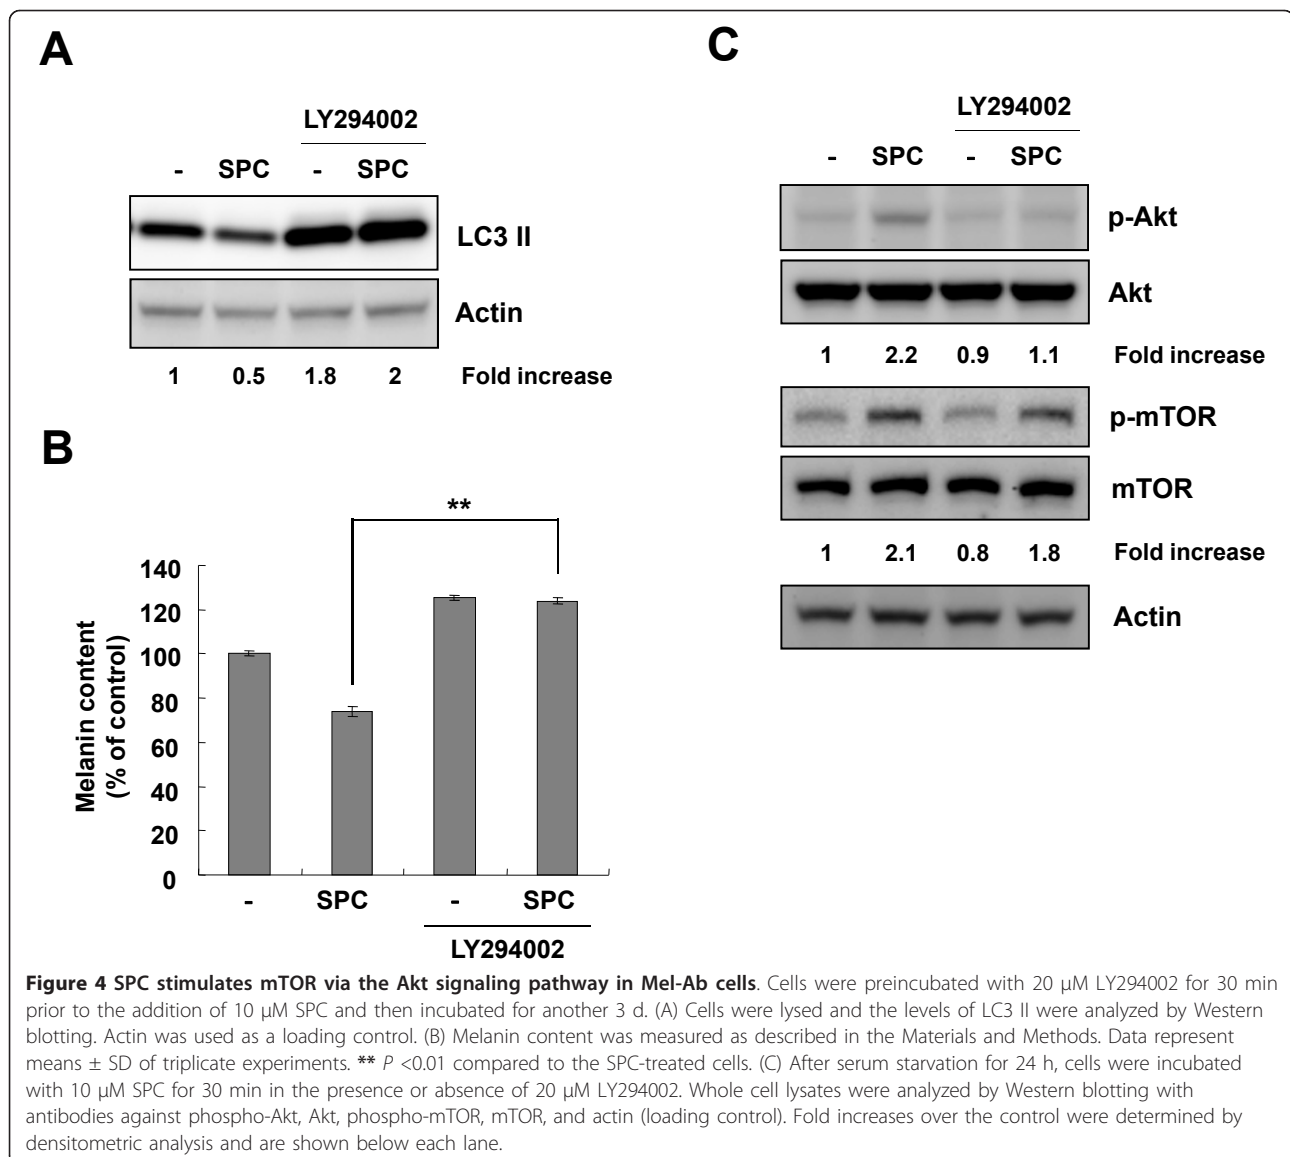 A
LY294002
- SPC - SPC
LC3 II
Actin
1 0.5 1.8 2 Fold increase
B
**
Melanin content
(% of control)
140
120
100
80
60
40
20
0
- SPC - SPC
LY294002
C
LY294002
- SPC - SPC
p-Akt
Akt
1 2.2 0.9 1.1 Fold increase
p-mTOR
mTOR
1 2.1 0.8 1.8 Fold increase
Actin
Figure 4 SPC stimulates mTOR via the Akt signaling pathway in Mel-Ab cells. Cells were preincubated with 20 μM LY294002 for 30 min
prior to the addition of 10 μM SPC and then incubated for another 3 d. (A) Cells were lysed and the levels of LC3 II were analyzed by Western
blotting. Actin was used as a loading control. (B) Melanin content was measured as described in the Materials and Methods. Data represent
means ± SD of triplicate experiments. ** P <0.01 compared to the SPC-treated cells. (C) After serum starvation for 24 h, cells were incubated
with 10 μM SPC for 30 min in the presence or absence of 20 μM LY294002. Whole cell lysates were analyzed by Western blotting with
antibodies against phospho-Akt, Akt, phospho-mTOR, mTOR, and actin (loading control). Fold increases over the control were determined by
densitometric analysis and are shown below each lane.